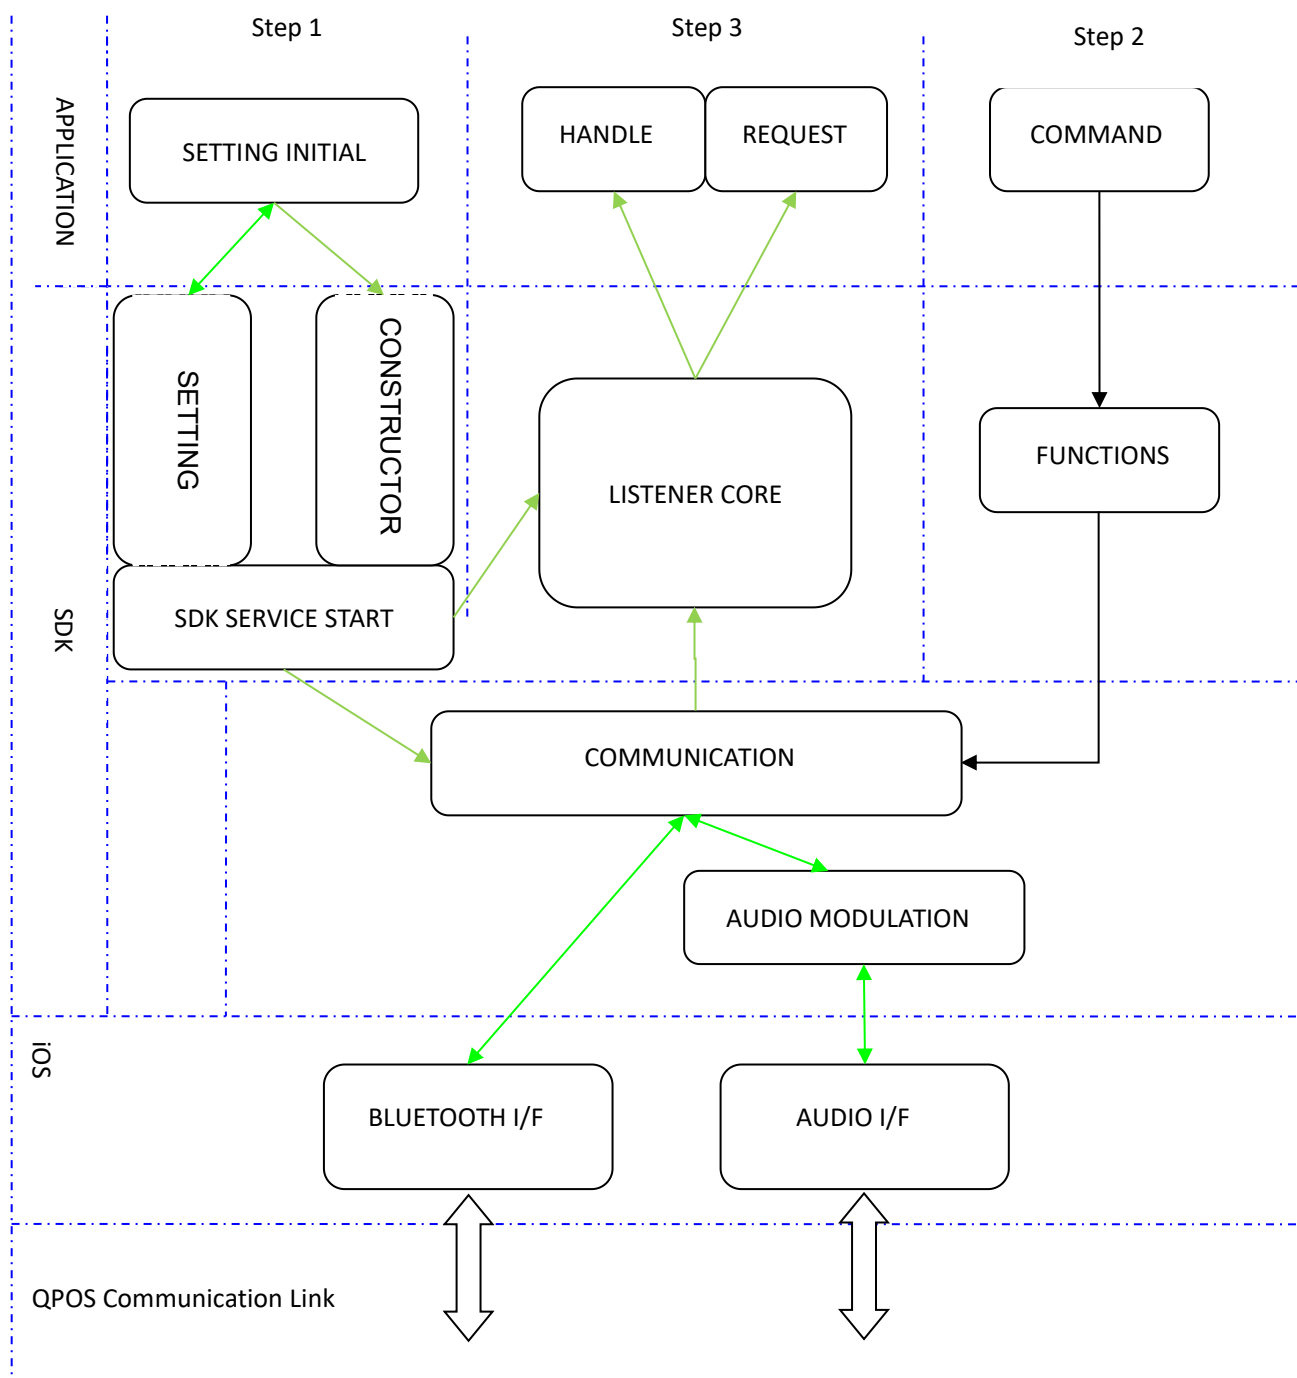 Step 1
Step 3
Step 2
APPLICATION
SETTING INITIAL
HANDLE
REQUEST
COMMAND
SETTING
CONSTRUCTOR
LISTENER CORE
FUNCTIONS
SDK
SDK SERVICE START
COMMUNICATION
AUDIO MODULATION
iOS
BLUETOOTH I/F
AUDIO I/F
QPOS Communication Link